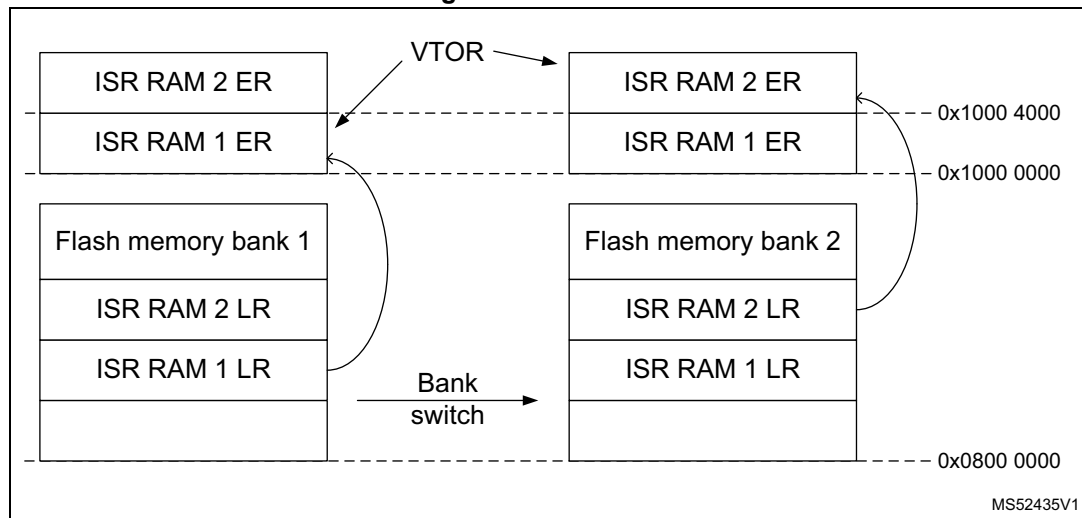 VTOR
ISR RAM 2 ER
ISR RAM 2 ER
0x1000 4000
ISR RAM 1 ER
ISR RAM 1 ER
0x1000 0000
Flash memory bank 1
Flash memory bank 2
ISR RAM 2 LR
ISR RAM 2 LR
ISR RAM 1 LR
ISR RAM 1 LR
Bank
switch
0x0800 0000
MS52435V1